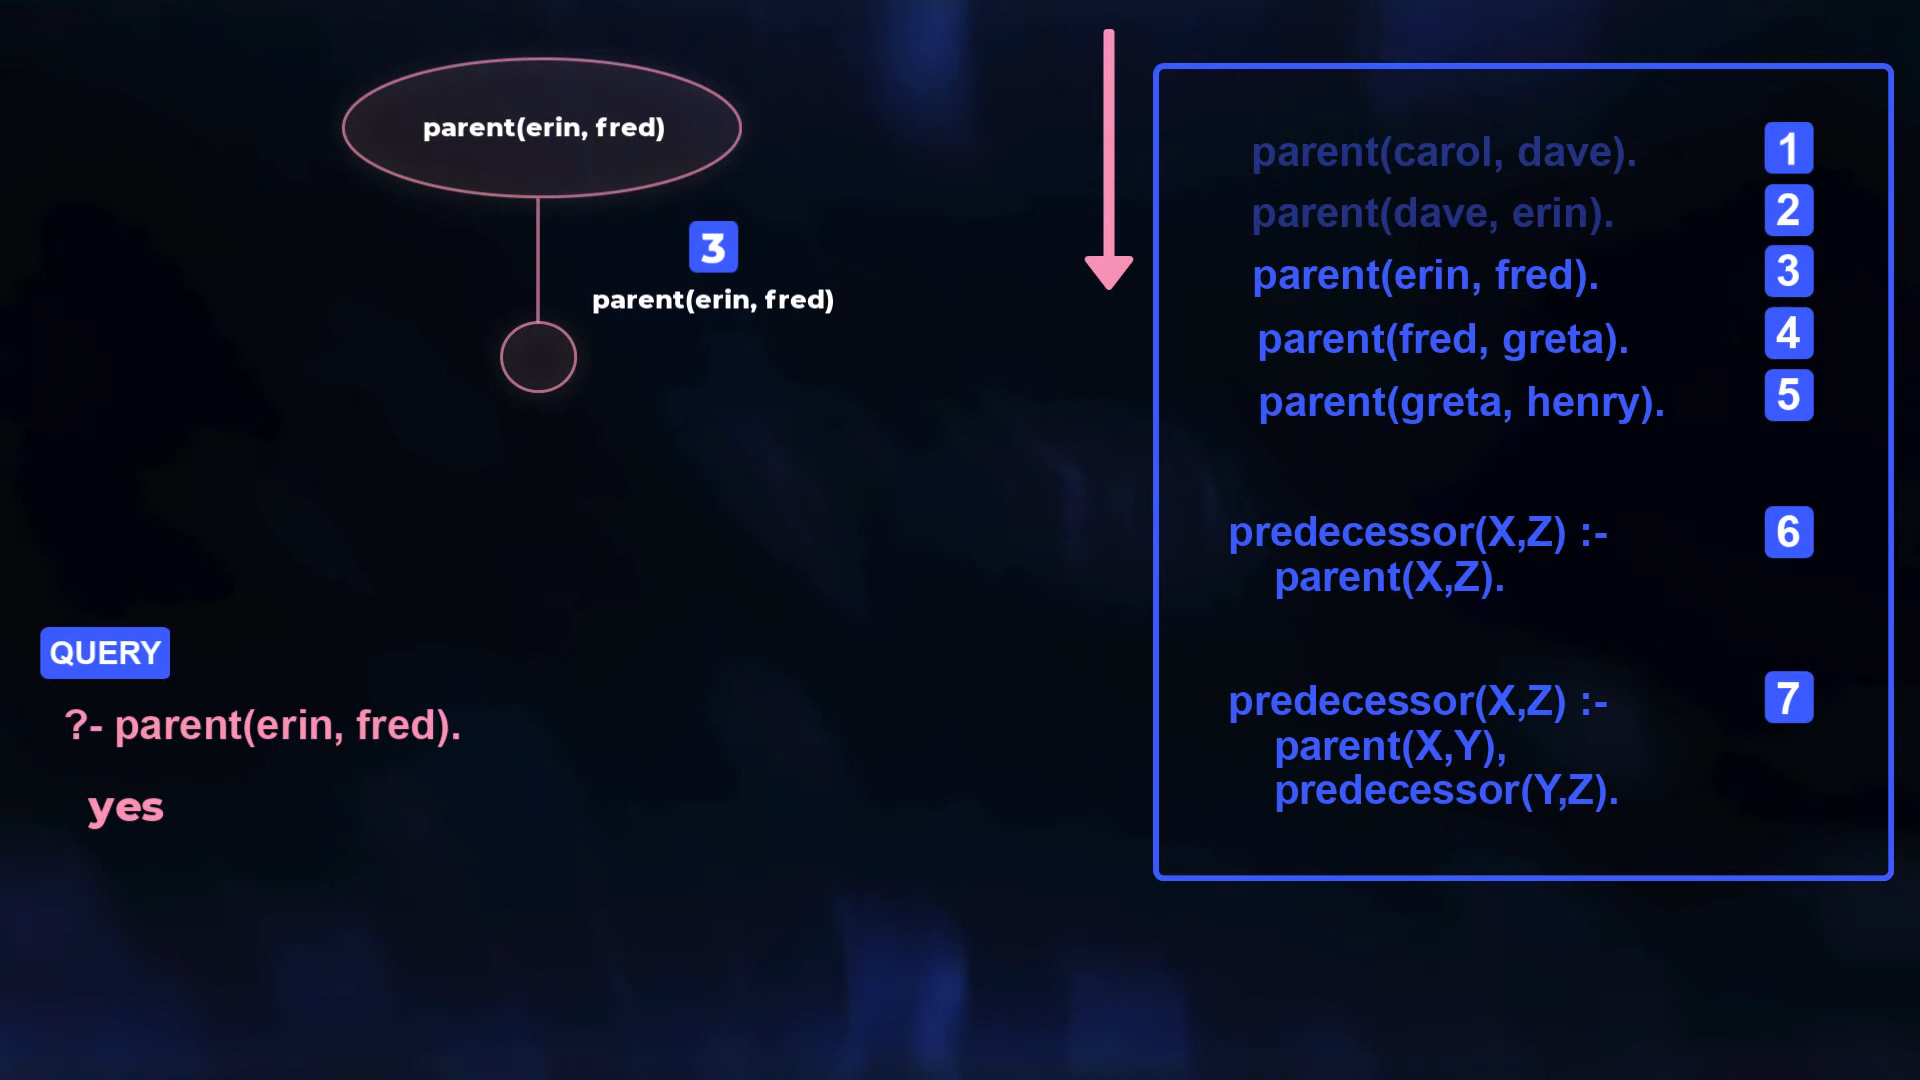 parent(erin, fred)
3
parent(erin, fred)
QUERY
?- parent(erin, fred).
yes
parent(carol, dave). 1
parent(dave, erin). 2
parent(erin, fred). 3
parent(fred, greta). 4
parent(greta, henry). 5
predecessor(X,Z) :- 6
parent(X,Z).
predecessor(X,Z) :- 7
parent(X,Y),
predecessor(Y,Z).